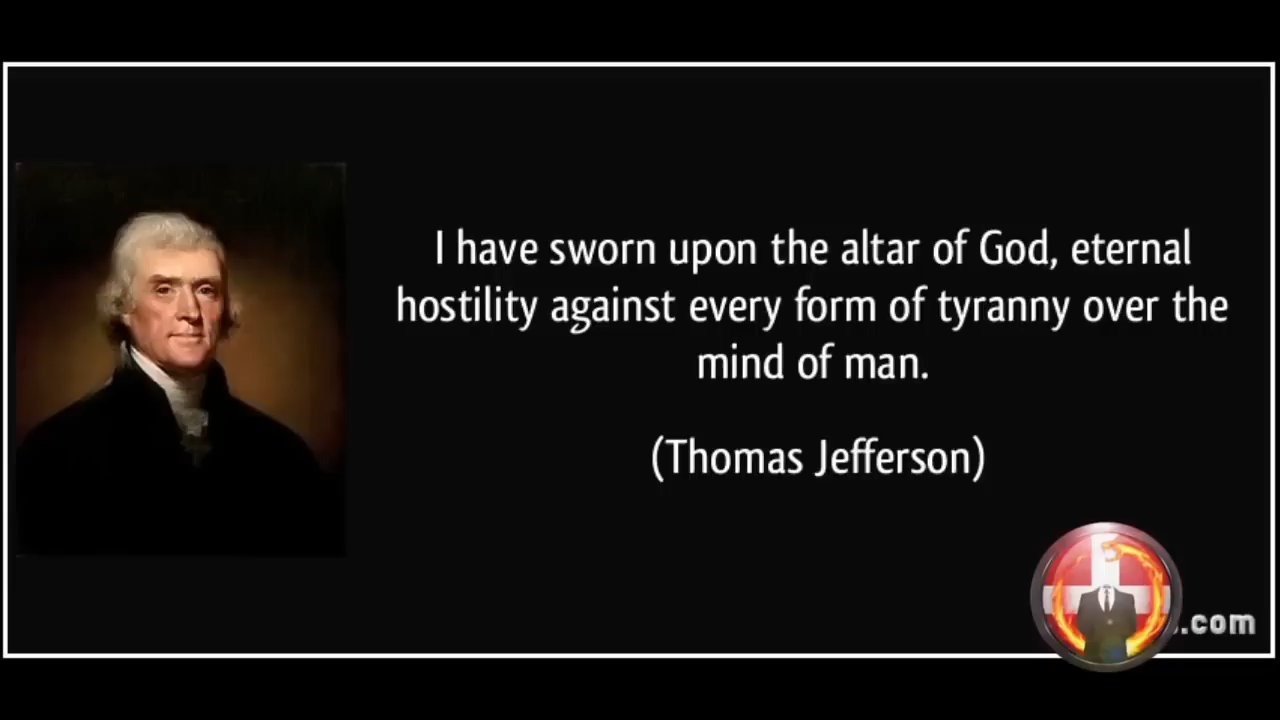 I have sworn upon the altar of God, eternal
hostility against every form of tyranny over the
mind of man.
(Thomas Jefferson)
.com